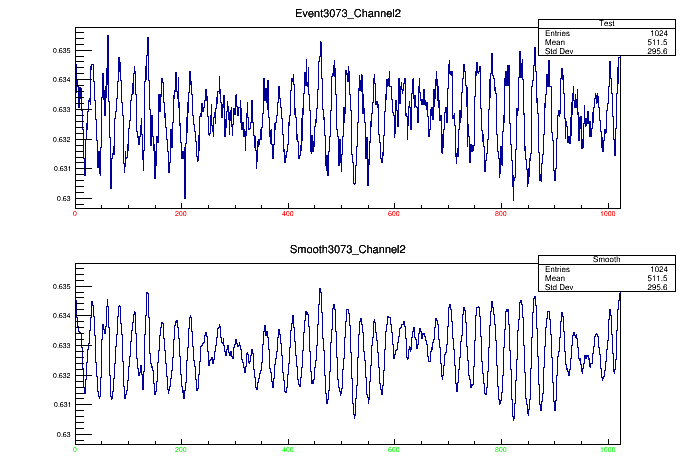 Event3073_Channel2
Test
Entries 1024
Mean 511.5
Std Dev 295.6
0.635
0.634
0.633
0.632
0.631
0.63
0 200 400 600 800 1000
Smooth3073_Channel2
Smooth
Entries 1024
Mean 511.5
Std Dev 295.6
0.635
0.634
0.633
0.632
0.631
0.63
0 200 400 600 800 1000